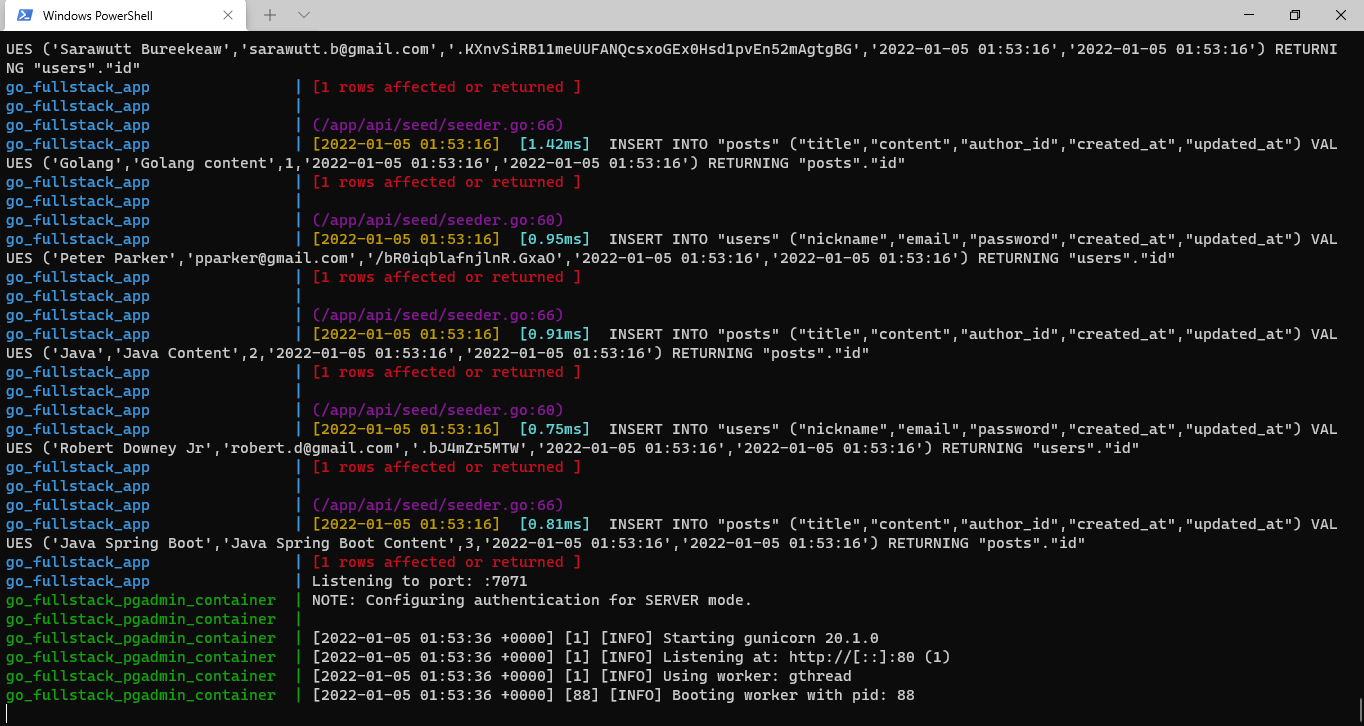 Windows PowerShell
UES ('Sarawutt Bureekeaw','sarawutt.b@gmail.com','.KXnvSiRB11meUUFANQcsxoGEx0Hsd1pvEn52mAgtgBG','2022-01-05 01:53:16','2022-01-05 01:53:16') RETURNI
NG "users"."id"
go_fullstack_app | [1 rows affected or returned ]
go_fullstack_app |
go_fullstack_app | (/app/api/seed/seeder.go:66)
go_fullstack_app | [2022-01-05 01:53:16] [1.42ms] INSERT INTO "posts" ("title","content","author_id","created_at","updated_at") VAL
UES ('Golang','Golang content',1,'2022-01-05 01:53:16','2022-01-05 01:53:16') RETURNING "posts"."id"
go_fullstack_app | [1 rows affected or returned ]
go_fullstack_app |
go_fullstack_app | (/app/api/seed/seeder.go:60)
go_fullstack_app | [2022-01-05 01:53:16] [0.95ms] INSERT INTO "users" ("nickname","email","password","created_at","updated_at") VAL
UES ('Peter Parker','pparker@gmail.com','/bR0iqblafnjlnR.GxaO','2022-01-05 01:53:16','2022-01-05 01:53:16') RETURNING "users"."id"
go_fullstack_app | [1 rows affected or returned ]
go_fullstack_app |
go_fullstack_app | (/app/api/seed/seeder.go:66)
go_fullstack_app | [2022-01-05 01:53:16] [0.91ms] INSERT INTO "posts" ("title","content","author_id","created_at","updated_at") VAL
UES ('Java','Java Content',2,'2022-01-05 01:53:16','2022-01-05 01:53:16') RETURNING "posts"."id"
go_fullstack_app | [1 rows affected or returned ]
go_fullstack_app |
go_fullstack_app | (/app/api/seed/seeder.go:60)
go_fullstack_app | [2022-01-05 01:53:16] [0.75ms] INSERT INTO "users" ("nickname","email","password","created_at","updated_at") VAL
UES ('Robert Downey Jr','robert.d@gmail.com','.bJ4mZr5MTW','2022-01-05 01:53:16','2022-01-05 01:53:16') RETURNING "users"."id"
go_fullstack_app | [1 rows affected or returned ]
go_fullstack_app |
go_fullstack_app | (/app/api/seed/seeder.go:66)
go_fullstack_app | [2022-01-05 01:53:16] [0.81ms] INSERT INTO "posts" ("title","content","author_id","created_at","updated_at") VAL
UES ('Java Spring Boot','Java Spring Boot Content',3,'2022-01-05 01:53:16','2022-01-05 01:53:16') RETURNING "posts"."id"
go_fullstack_app | [1 rows affected or returned ]
go_fullstack_app | Listening to port: :7071
go_fullstack_pgadmin_container | NOTE: Configuring authentication for SERVER mode.
go_fullstack_pgadmin_container |
go_fullstack_pgadmin_container | [2022-01-05 01:53:36 +0000] [1] [INFO] Starting gunicorn 20.1.0
go_fullstack_pgadmin_container | [2022-01-05 01:53:36 +0000] [1] [INFO] Listening at: http://[::]:80 (1)
go_fullstack_pgadmin_container | [2022-01-05 01:53:36 +0000] [1] [INFO] Using worker: gthread
go_fullstack_pgadmin_container | [2022-01-05 01:53:36 +0000] [88] [INFO] Booting worker with pid: 88